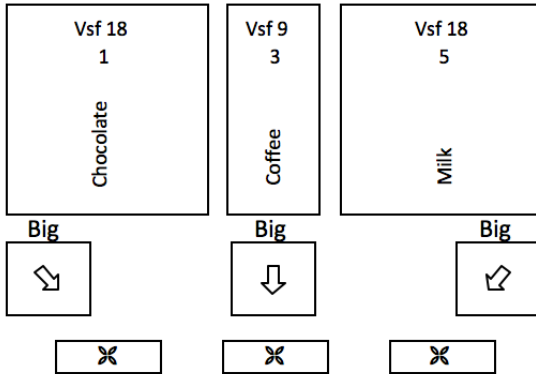 Vsf 18
1
Chocolate
Vsf 9
3
Coffee
Vsf 18
5
Milk
Big
Big
Big